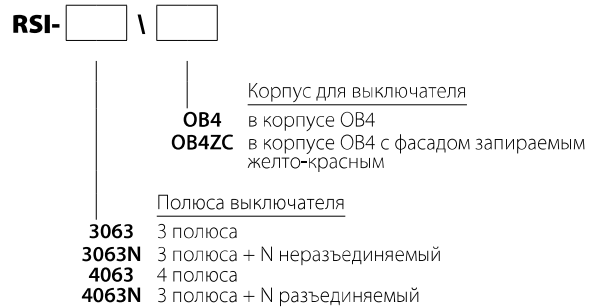 RSI- \
Корпус для выключателя
OB4 в корпусе OB4
OB4ZC в корпусе OB4 с фасадом запираемым
желто-красным
Полюса выключателя
3063 3 полюса
3063N 3 полюса + N неразъединяемый
4063 4 полюса
4063N 3 полюса + N разъединяемый